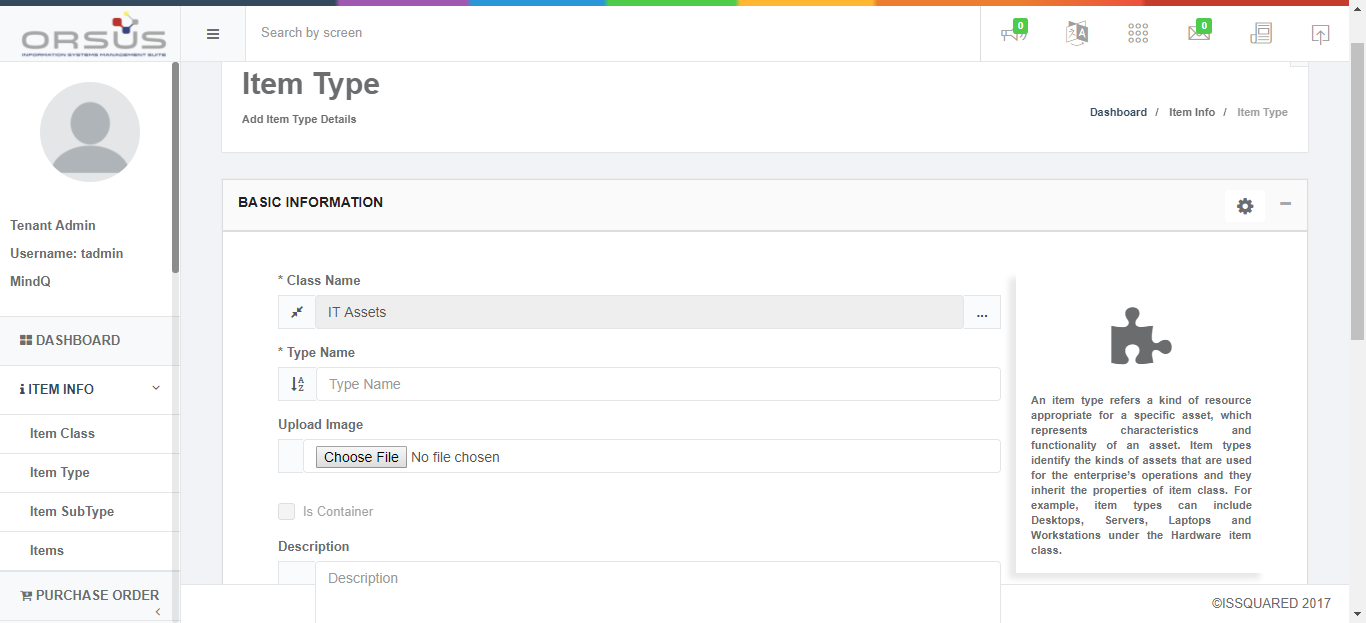 ORSUS
INFORMATION SYSTEMS MANAGEMENT SUITE
Search by screen
0
0
Item Type
Add Item Type Details
Dashboard / Item Info / Item Type
Tenant Admin
Username: tadmin
MindQ
DASHBOARD
ITEM INFO
Item Class
Item Type
Item SubType
Items
PURCHASE ORDER
BASIC INFORMATION
* Class Name
IT Assets
...
* Type Name
Type Name
Upload Image
Choose File No file chosen
Is Container
Description
Description
An item type refers a kind of resource
appropriate for a specific asset, which
represents characteristics and
functionality of an asset. Item types
identify the kinds of assets that are used
for the enterprise's operations and they
inherit the properties of item class. For
example, item types can include
Desktops, Servers, Laptops and
Workstations under the Hardware item
class.
©ISSQUARED 2017